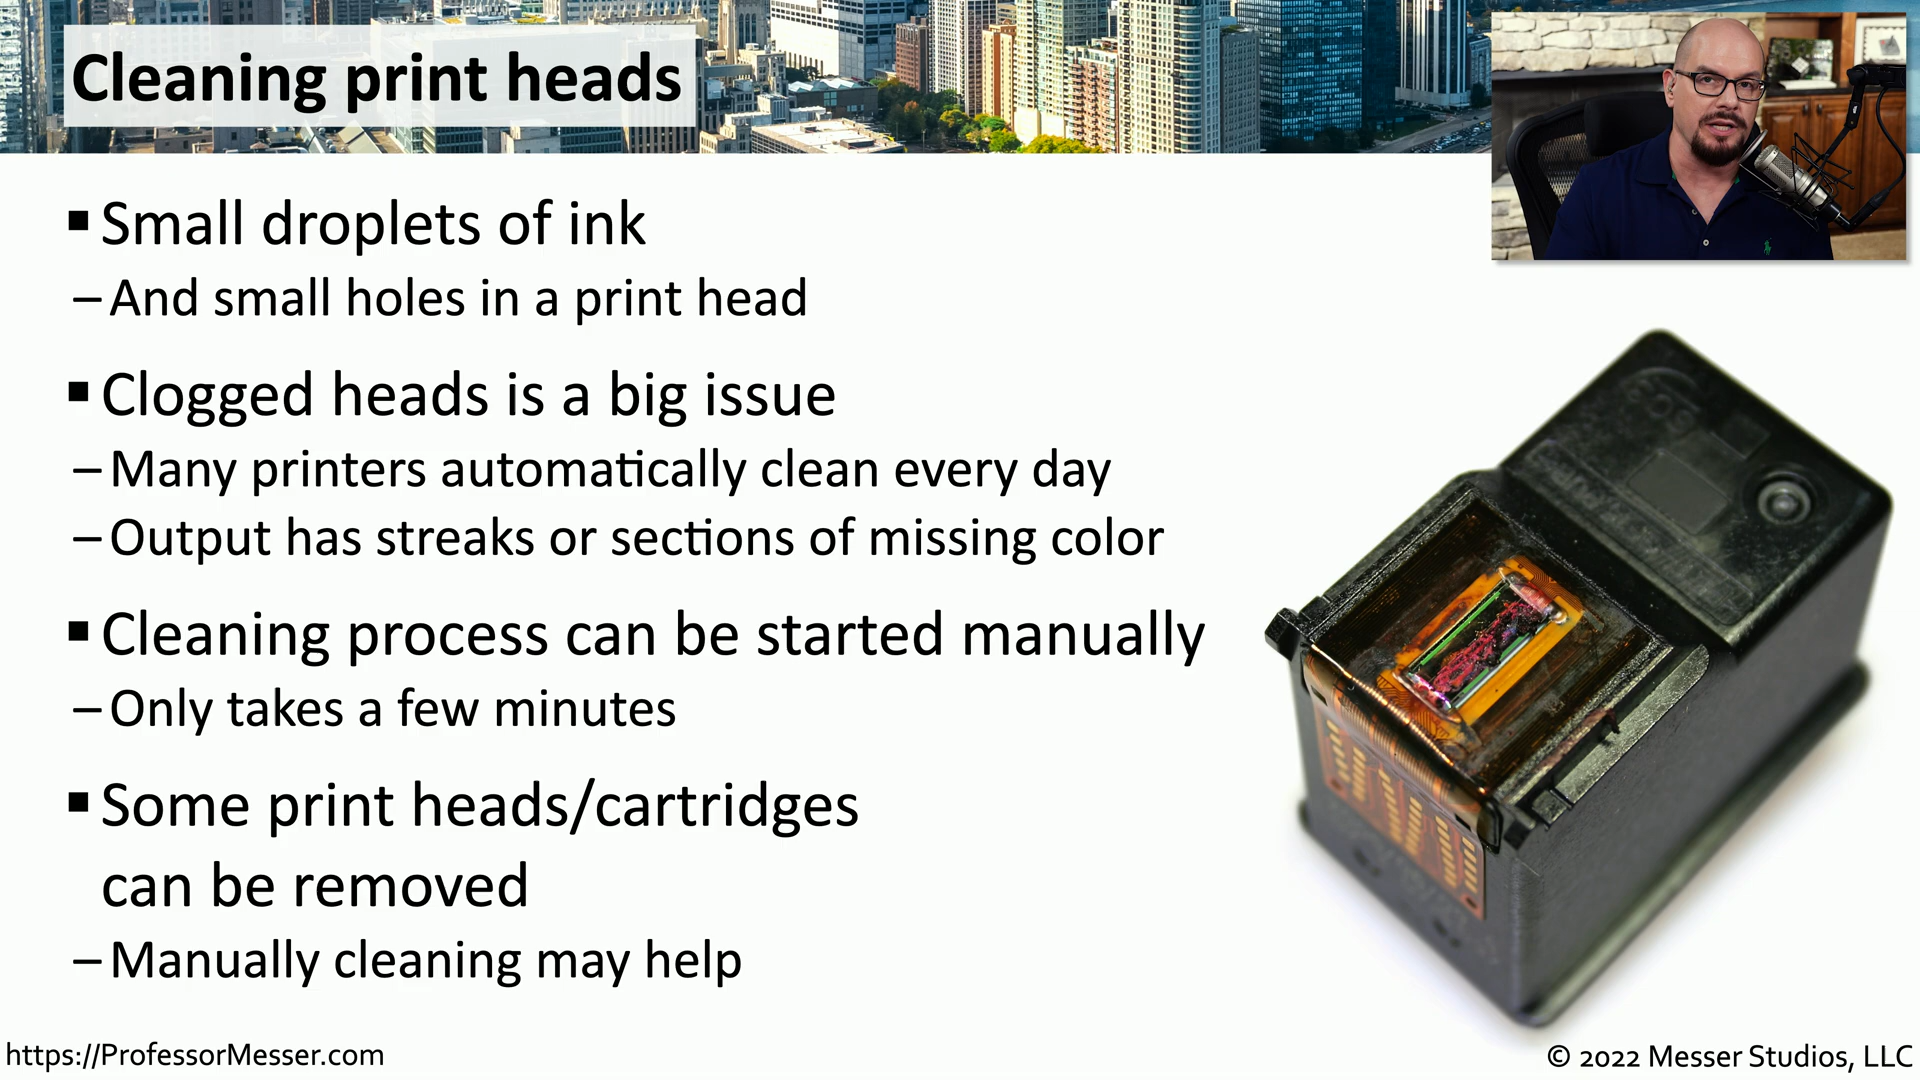 Cleaning print heads
▪ Small droplets of ink
– And small holes in a print head
▪ Clogged heads is a big issue
– Many printers automatically clean every day
– Output has streaks or sections of missing color
▪ Cleaning process can be started manually
– Only takes a few minutes
▪ Some print heads/cartridges
can be removed
– Manually cleaning may help
https://ProfessorMesser.com
© 2022 Messer Studios, LLC